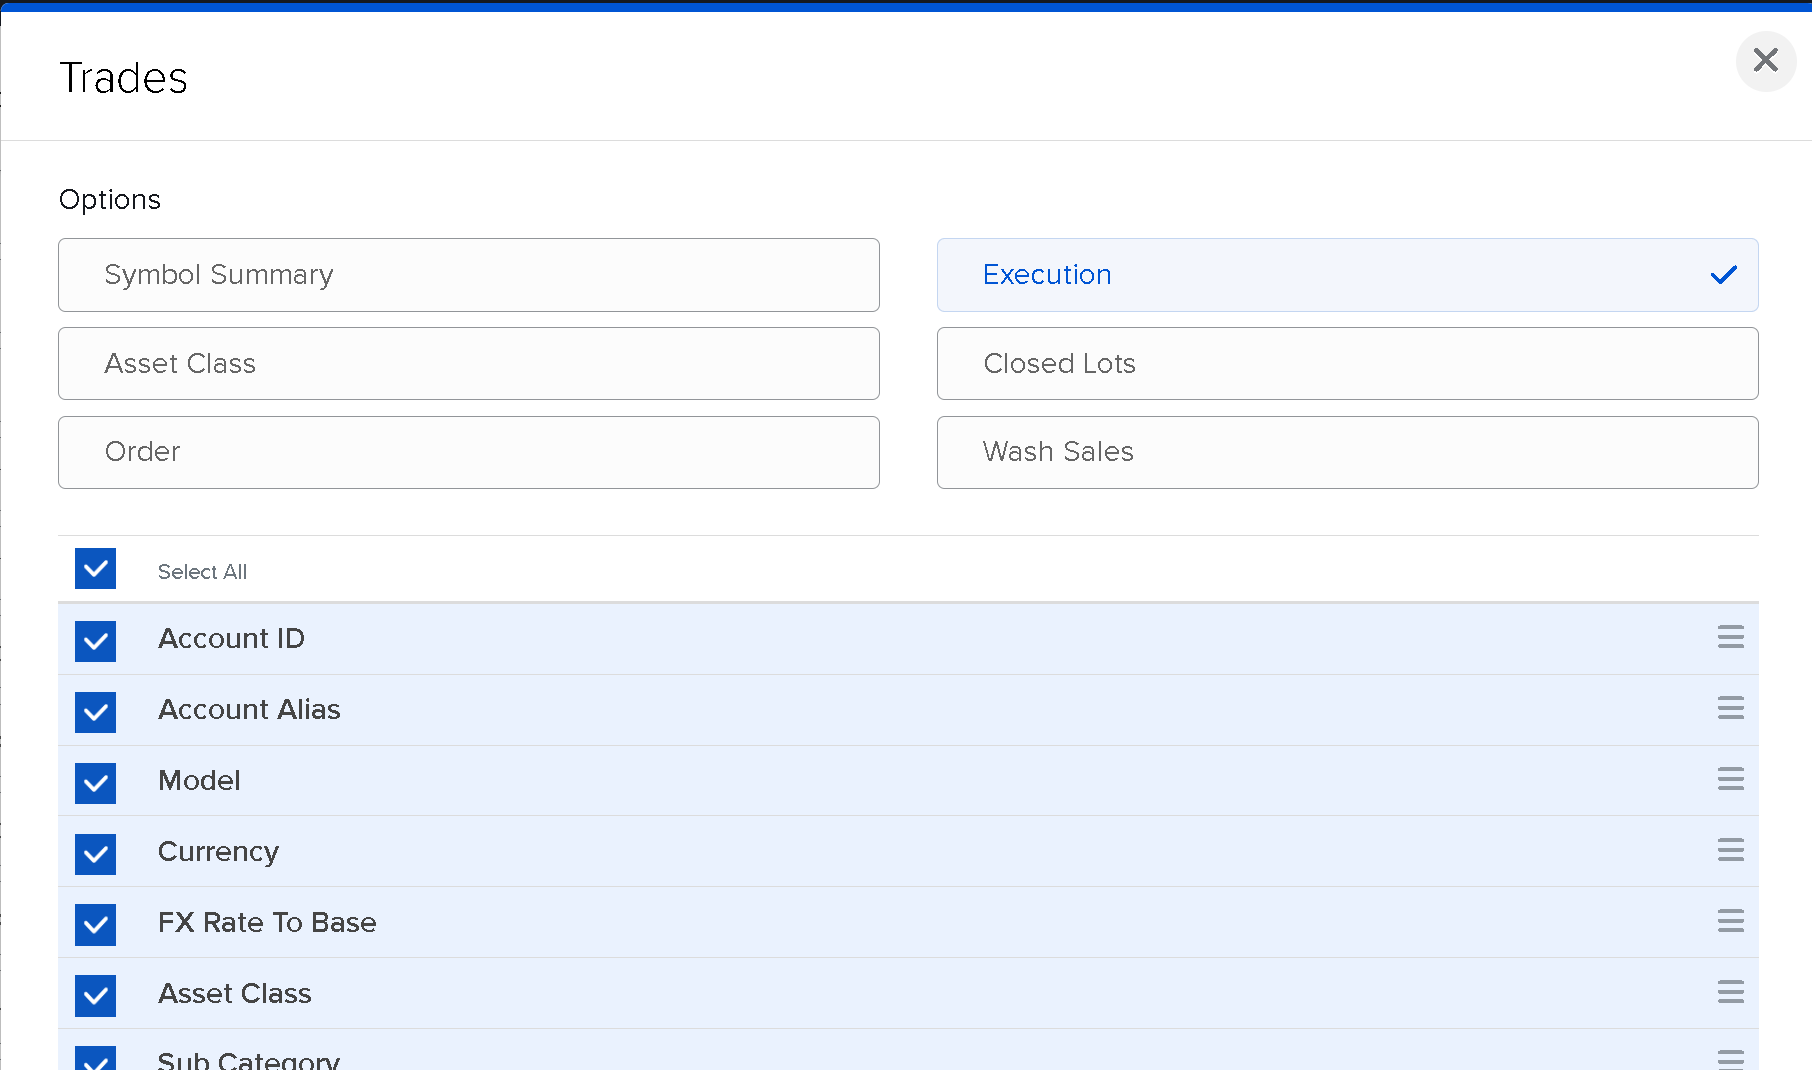 Trades
Options
Symbol Summary
Execution
Asset Class
Closed Lots
Order
Wash Sales
Select All
Account ID
Account Alias
Model
Currency
FX Rate To Base
Asset Class
Sub Category